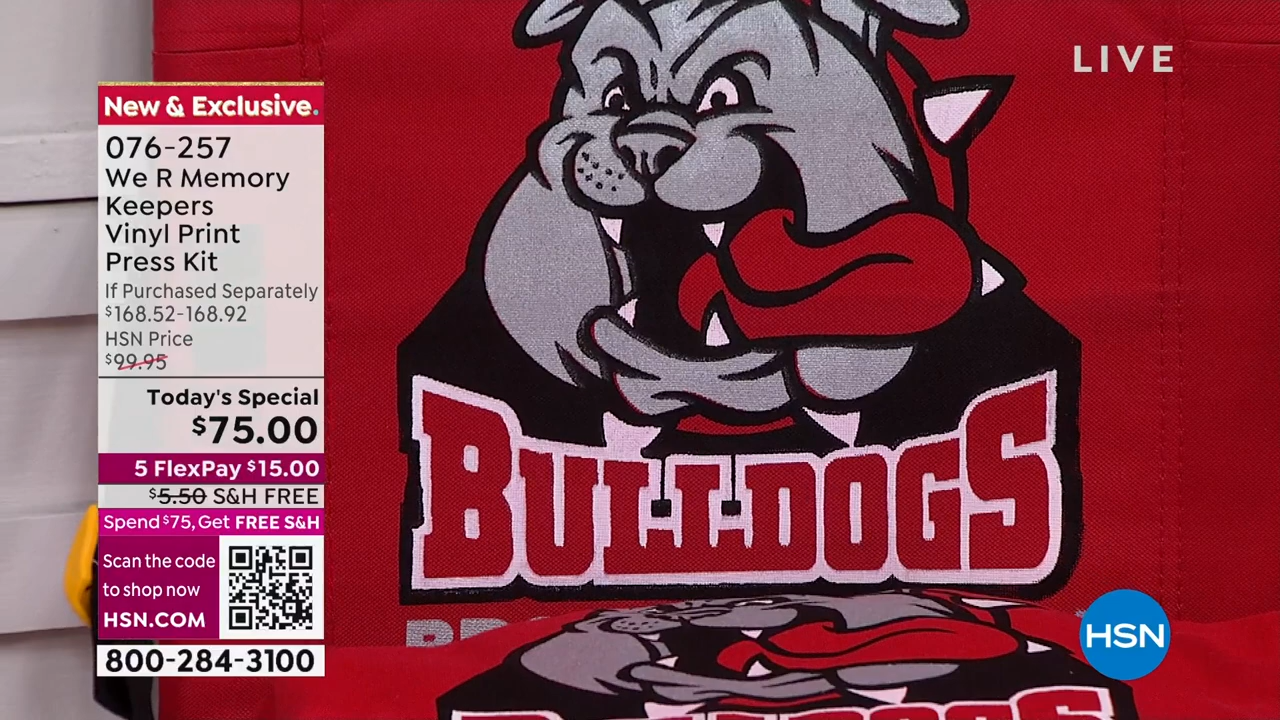 LIVE
New & Exclusive.
076-257
We R Memory
Keepers
Vinyl Print
Press Kit
If Purchased Separately
$168.52-168.92
HSN Price
$99.95
Today's Special
$75.00
5 FlexPay $15.00
$5.50 S&H FREE
Spend $75, Get FREE S&H
Scan the code
to shop now
HSN.COM
800-284-3100
BULLDOGS
HSN